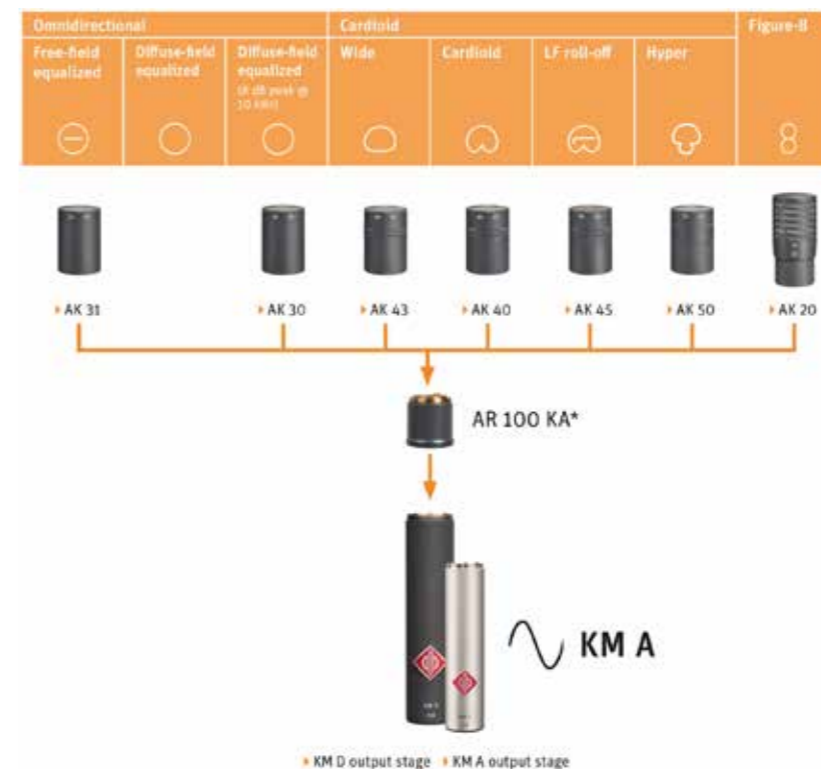 Omnidirectional Cardioid Figure-8
Free-field equalized
Diffuse-field equalized
Diffuse-field equalized
Wide
Cardioid
LF roll-off
Hyper
AK 31
AK 30
AK 43
AK 40
AK 45
AK 50
AK 20
AR 100 KA*
KM A
KM D output stage KM A output stage